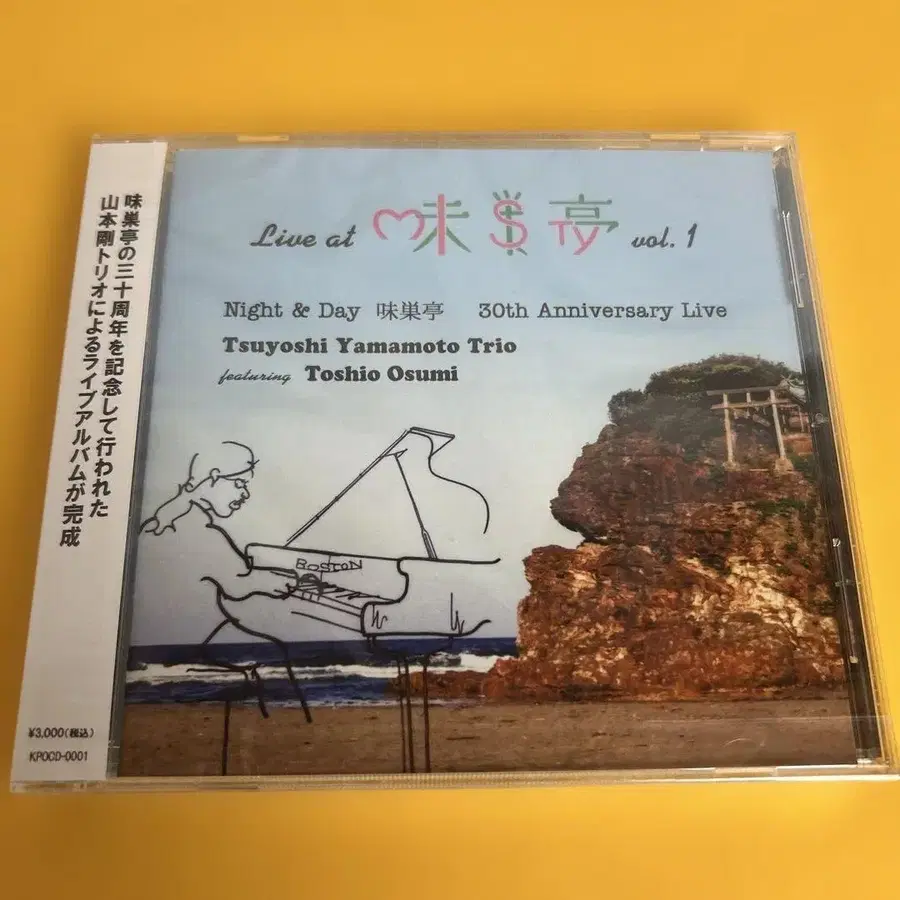 味巣亭の三十周年を記念して行われた
山本剛トリオによるライブアルバムが完成
¥3,000(税込)
KPOCD-0001
Live at 味巣亭 vol. 1
Night & Day 味巣亭 30th Anniversary Live
Tsuyoshi Yamamoto Trio
featuring Toshio Osumi
BOSTON